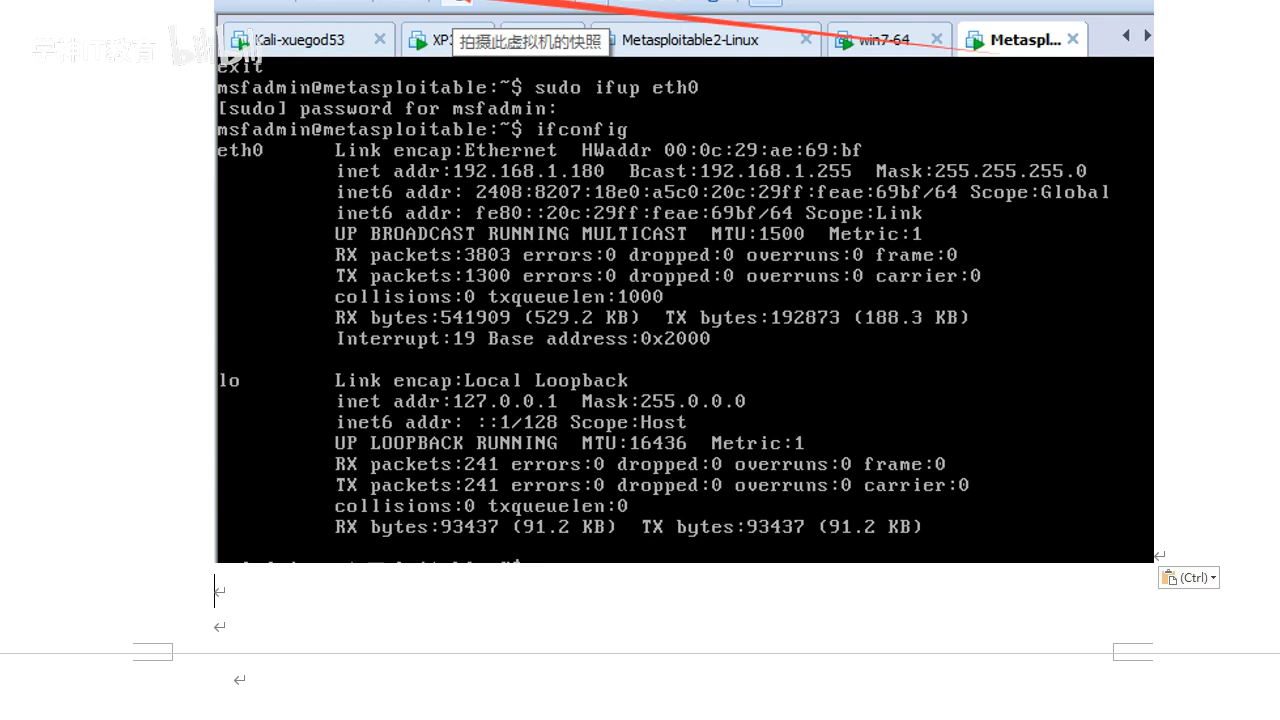 学神IT教育 bilibili
Kali-xuegod53 XP1 Metasploitable2-Linux win7-64 Metaspl...
拍摄此虚拟机的快照
exit
msfadmin@metasploitable:~$ sudo ifup eth0
[sudo] password for msfadmin:
msfadmin@metasploitable:~$ ifconfig
eth0 Link encap:Ethernet HWaddr 00:0c:29:ae:69:bf
inet addr:192.168.1.180 Bcast:192.168.1.255 Mask:255.255.255.0
inet6 addr: 2408:8207:18e0:a5c0:20c:29ff:feae:69bf/64 Scope:Global
inet6 addr: fe80::20c:29ff:feae:69bf/64 Scope:Link
UP BROADCAST RUNNING MULTICAST MTU:1500 Metric:1
RX packets:3803 errors:0 dropped:0 overruns:0 frame:0
TX packets:1300 errors:0 dropped:0 overruns:0 carrier:0
collisions:0 txqueuelen:1000
RX bytes:541909 (529.2 KB) TX bytes:192873 (188.3 KB)
Interrupt:19 Base address:0x2000
lo Link encap:Local Loopback
inet addr:127.0.0.1 Mask:255.0.0.0
inet6 addr: ::1/128 Scope:Host
UP LOOPBACK RUNNING MTU:16436 Metric:1
RX packets:241 errors:0 dropped:0 overruns:0 frame:0
TX packets:241 errors:0 dropped:0 overruns:0 carrier:0
collisions:0 txqueuelen:0
RX bytes:93437 (91.2 KB) TX bytes:93437 (91.2 KB)
(Ctrl)